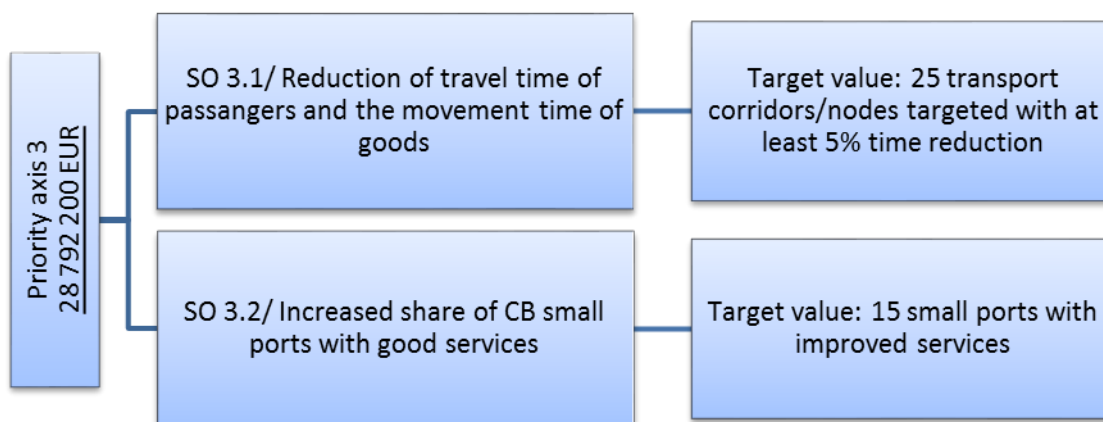 Priority axis 3
28 792 200 EUR
SO 3.1/ Reduction of travel time of
passangers and the movement time of
goods
Target value: 25 transport
corridors/nodes targeted with at
least 5% time reduction
SO 3.2/ Increased share of CB small
ports with good services
Target value: 15 small ports with
improved services